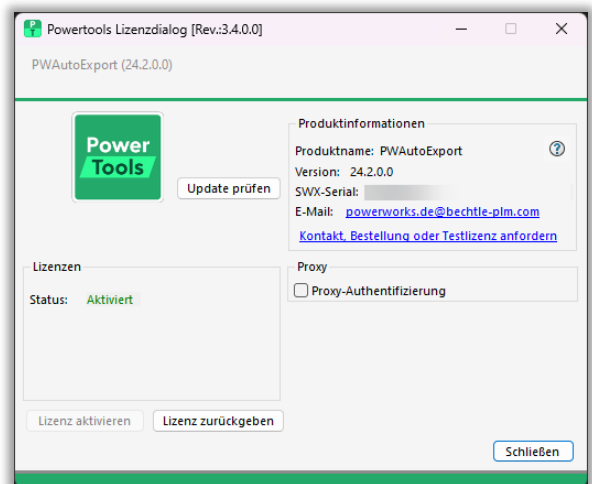 Powertools Lizenzdialog [Rev.:3.4.0.0]
PWAutoExport (24.2.0.0)
Power
Tools
Update prüfen
Produktinformationen
Produktname: PWAutoExport
Version: 24.2.0.0
SWX-Serial:
E-Mail: powerworks.de@bechtle-plm.com
Kontakt, Bestellung oder Testlizenz anfordern
Lizenzen
Status: Aktiviert
Proxy
Proxy-Authentifizierung
Lizenz aktivieren
Lizenz zurückgeben
Schließen